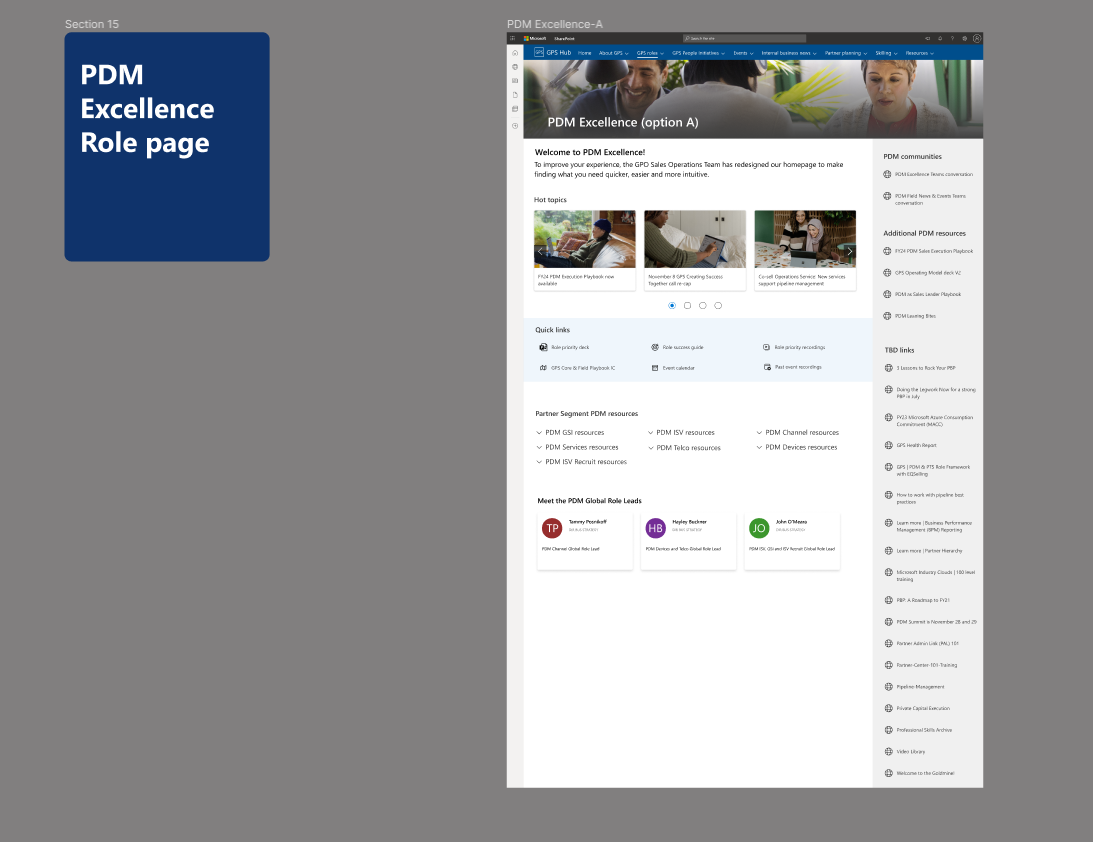 Section 15
PDM
Excellence
Role page
PDM Excellence-A
Microsoft
SharePoint
Search this site
GPS
GPS Hub
Home
About GPS
GPS roles
GPS People initiatives
Events
Internal business news
Partner planning
Skilling
Resources
PDM Excellence (option A)
Welcome to PDM Excellence!
To improve your experience, the GPO Sales Operations Team has redesigned our homepage to make
finding what you need quicker, easier and more intuitive.
Hot topics
FY24 PDM Execution Playbook now
available
November 8 GPS Creating Success
Together call re-cap
Co-sell Operations Service: New services
support pipeline management
Quick links
Role priority deck
Role success guide
Role priority recordings
GPS Core & Field Playbook IC
Event calendar
Past event recordings
Partner Segment PDM resources
PDM GSI resources
PDM ISV resources
PDM Channel resources
PDM Services resources
PDM Telco resources
PDM Devices resources
PDM ISV Recruit resources
Meet the PDM Global Role Leads
TP
Tammy Posnikoff
PDM Channel Global Role Lead
HB
Hayley Buckner
PDM Devices and Telco Global Role Lead
JO
John O'Meara
PDM ISV, GSI and ISV Recruit Global Role Lead
PDM communities
PDM Excellence Teams conversation
PDM Field News & Events Teams
conversation
Additional PDM resources
FY24 PDM Sales Execution Playbook
GPS Operating Model deck V2
PDM as Sales Leader Playbook
PDM Leaning Bites
TBD links
3 Lessons to Rock Your PBP
Doing the Legwork Now for a strong
PBP in July
FY23 Microsoft Azure Consumption
Commitment (MACC)
GPS Health Report
GPS | PDM & PTS Role Framework
with EQSelling
How to work with pipeline best
practices
Learn more | Business Performance
Management (BPM) Reporting
Learn more | Partner Hierarchy
Microsoft Industry Clouds | 100 level
training
PBP: A Roadmap to FY21
PDM Summit is November 28 and 29
Partner Admin Link (PAL) 101
Partner-Center-101-Training
Pipeline-Management
Private Capital Execution
Professional Skills Archive
Video Library
Welcome to the Goldmine!